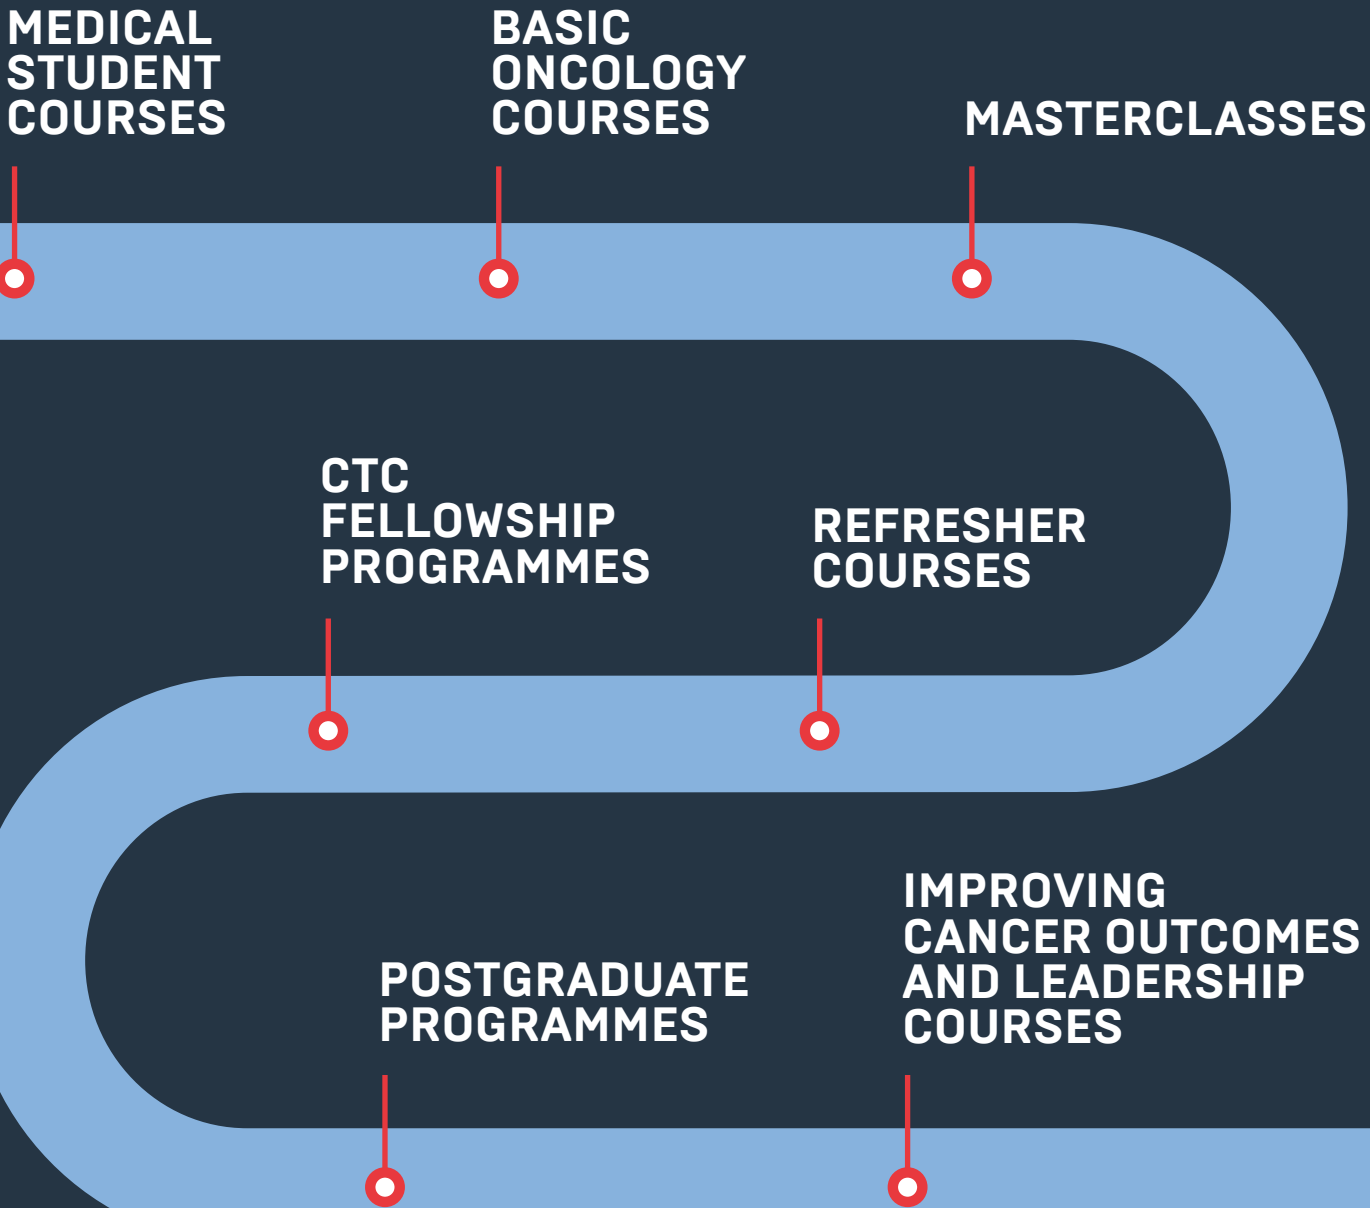 MEDICAL
STUDENT
COURSES
BASIC
ONCOLOGY
COURSES
MASTERCLASSES
CTC
FELLOWSHIP
PROGRAMMES
REFRESHER
COURSES
POSTGRADUATE
PROGRAMMES
IMPROVING
CANCER OUTCOMES
AND LEADERSHIP
COURSES